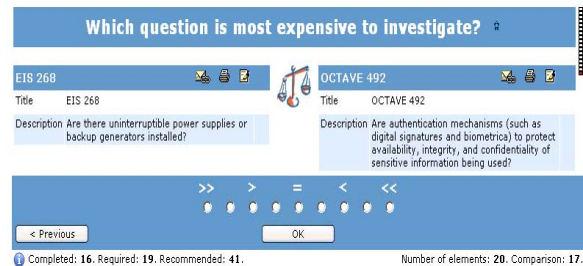 Which question is most expensive to investigate?
EIS 268
Title EIS 268
Description Are there uninterruptible power supplies or
backup generators installed?
OCTAVE 492
Title OCTAVE 492
Description Are authentication mechanisms (such as
digital signatures and biometrica) to protect
availability, integrity, and confidentiality of
sensitive information being used?
>> > = < <<
< Previous
OK
Completed: 16. Required: 19. Recommended: 41.
Number of elements: 20. Comparison: 17.